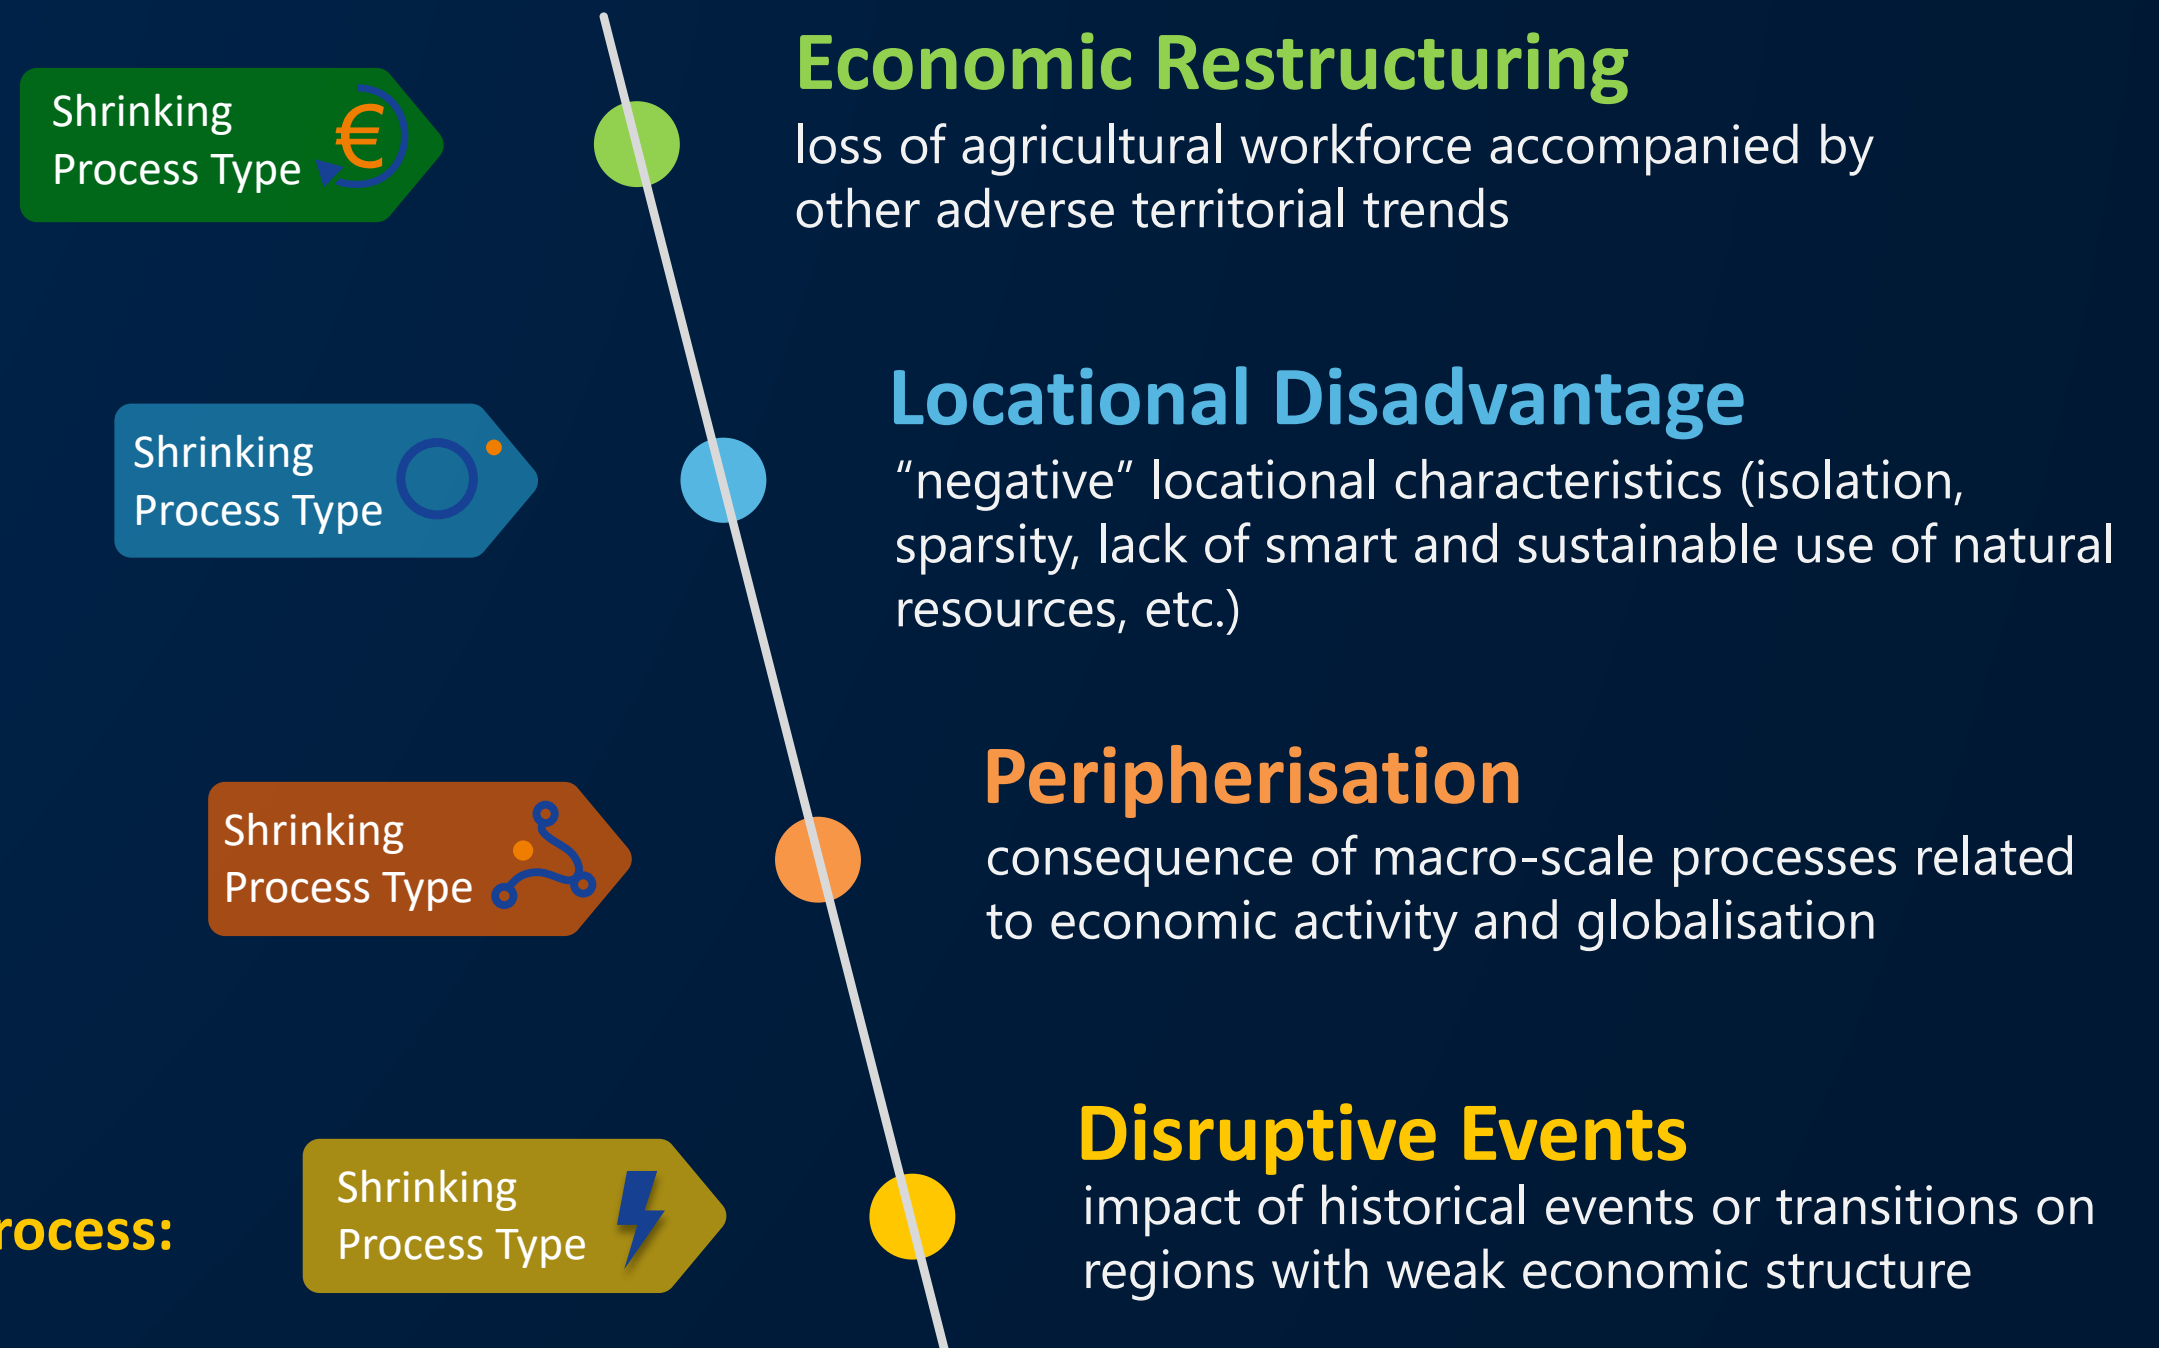 Economic Restructuring
Shrinking
Process Type €
loss of agricultural workforce accompanied by
other adverse territorial trends
Locational Disadvantage
Shrinking
Process Type
“negative” locational characteristics (isolation,
sparsity, lack of smart and sustainable use of natural
resources, etc.)
Peripherisation
Shrinking
Process Type
consequence of macro-scale processes related
to economic activity and globalisation
Disruptive Events
Shrinking
Process Type
impact of historical events or transitions on
regions with weak economic structure
rocess: